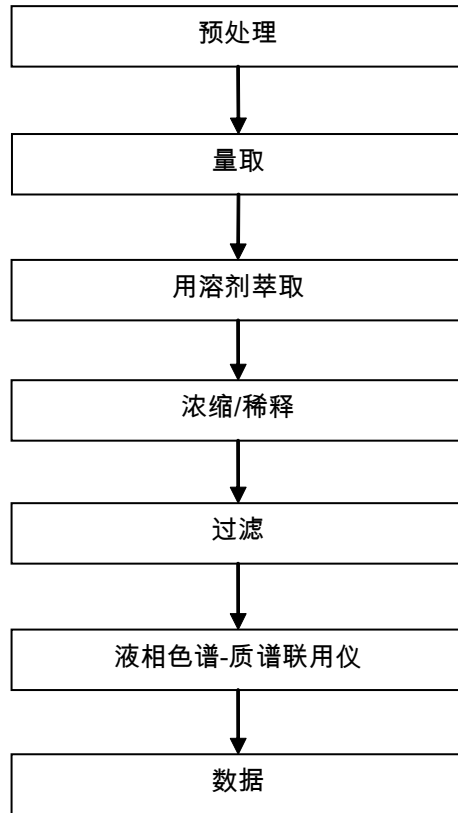 预处理
量取
用溶剂萃取
浓缩/稀释
过滤
液相色谱-质谱联用仪
数据